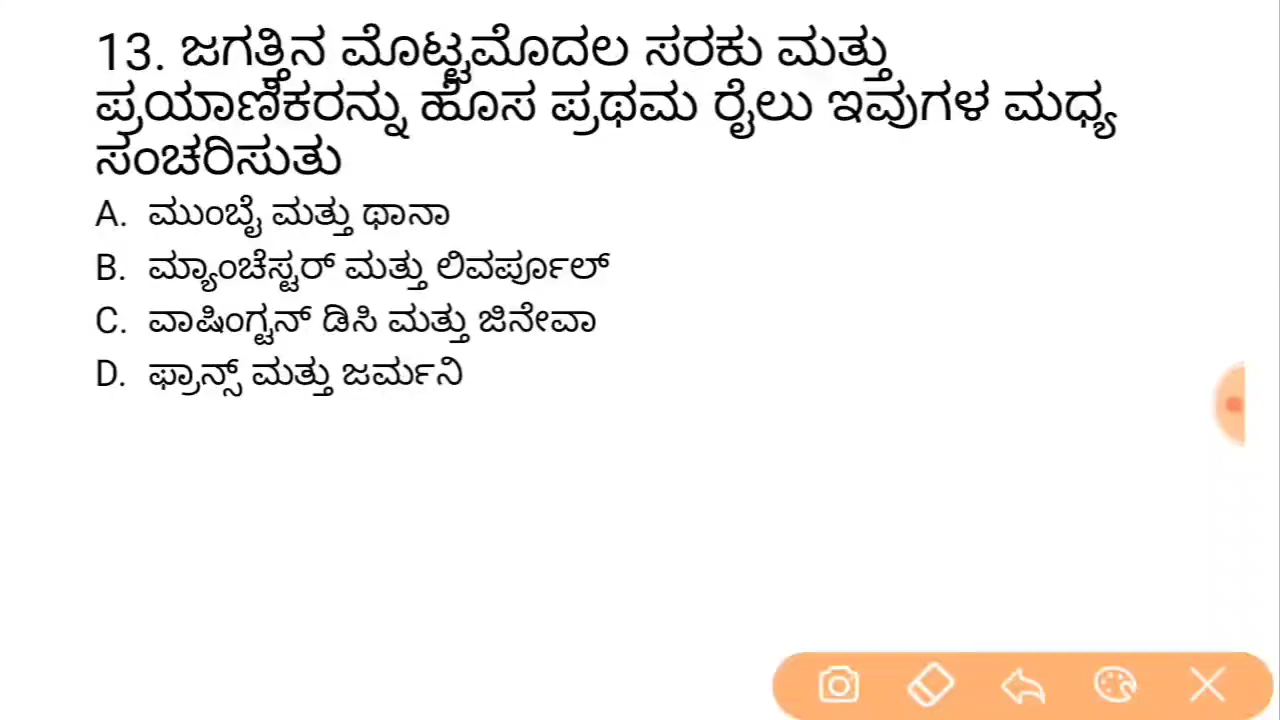 13. ಜಗತ್ತಿನ ಮೊಟ್ಟಮೊದಲ ಸರಕು ಮತ್ತು
ಪ್ರಯಾಣಿಕರನ್ನು ಹೊಸ ಪ್ರಥಮ ರೈಲು ಇವುಗಳ ಮಧ್ಯ
ಸಂಚರಿಸುತು
A. ಮುಂಬೈ ಮತ್ತು ಥಾನಾ
B. ಮ್ಯಾಂಚೆಸ್ಟರ್ ಮತ್ತು ಲಿವರ್ಪೂಲ್
C. ವಾಷಿಂಗ್ಟನ್ ಡಿಸಿ ಮತ್ತು ಜಿನೇವಾ
D. ಫ್ರಾನ್ಸ್ ಮತ್ತು ಜರ್ಮನಿ